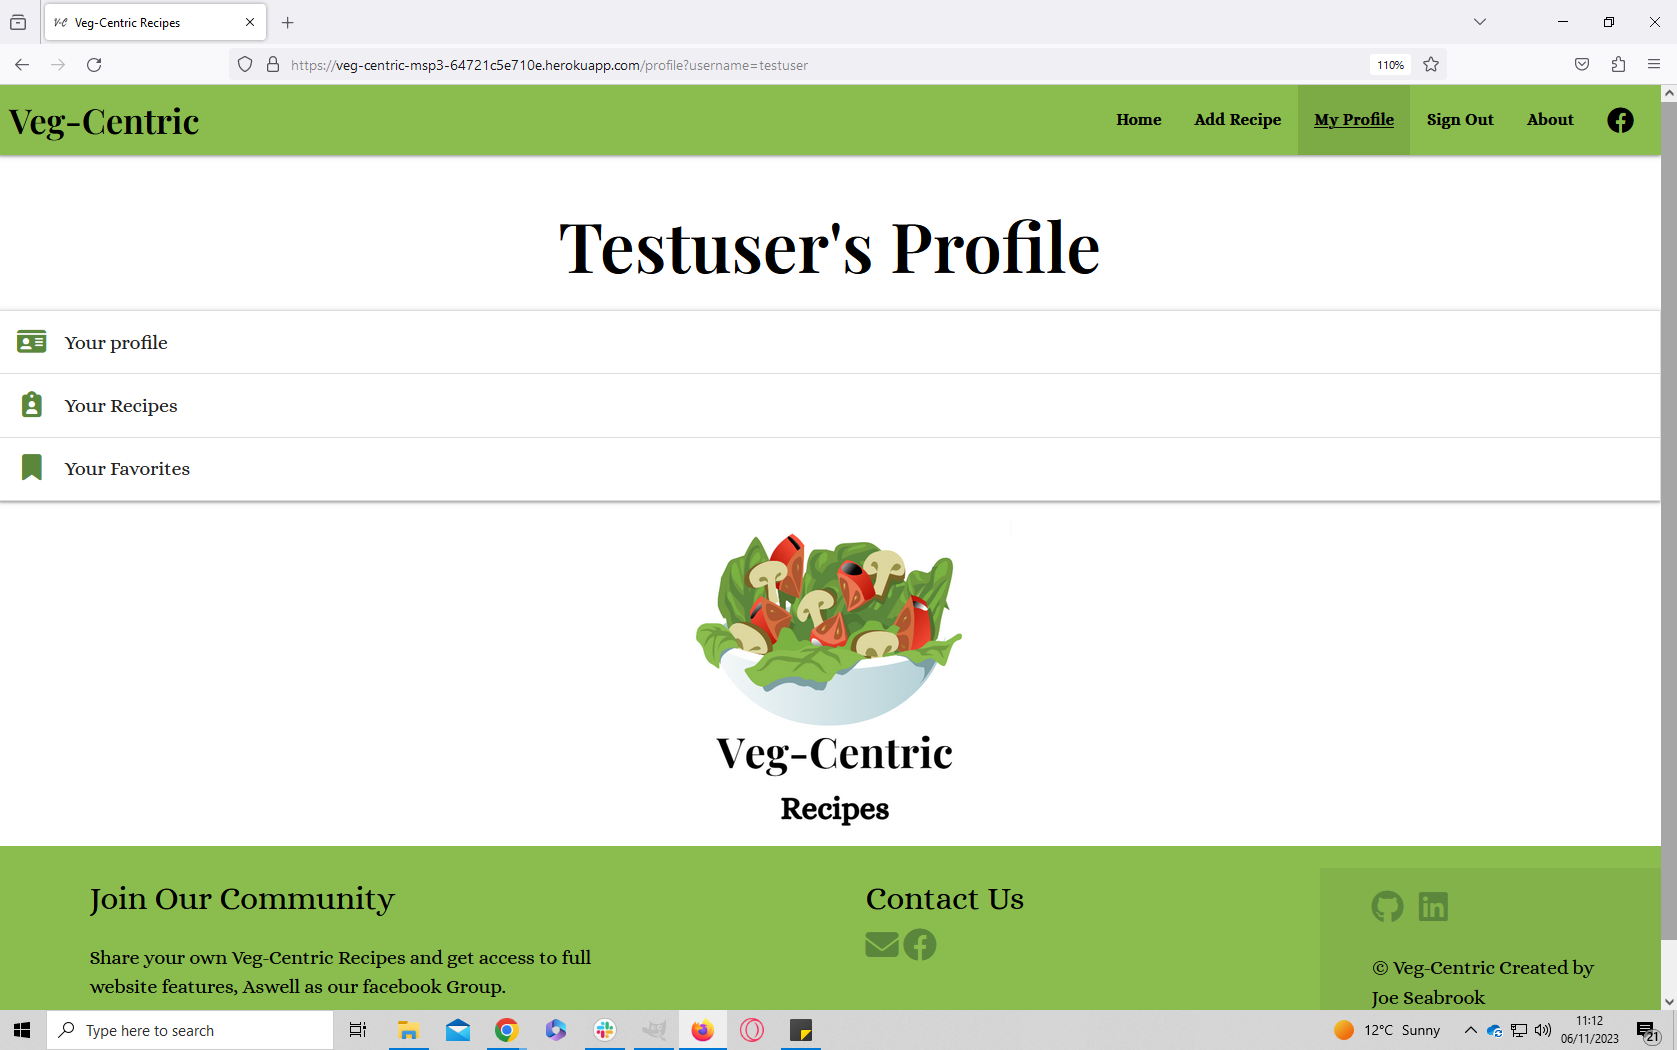 V-C Veg-Centric Recipes
https://veg-centric-msp3-64721c5e710e.herokuapp.com/profile?username=testuser
110%
Veg-Centric
Home
Add Recipe
My Profile
Sign Out
About
Testuser's Profile
Your profile
Your Recipes
Your Favorites
Veg-Centric
Recipes
Join Our Community
Share your own Veg-Centric Recipes and get access to full
website features, Aswell as our facebook Group.
Contact Us
in
© Veg-Centric Created by
Joe Seabrook
Type here to search
12°C Sunny
11:12
06/11/2023
21